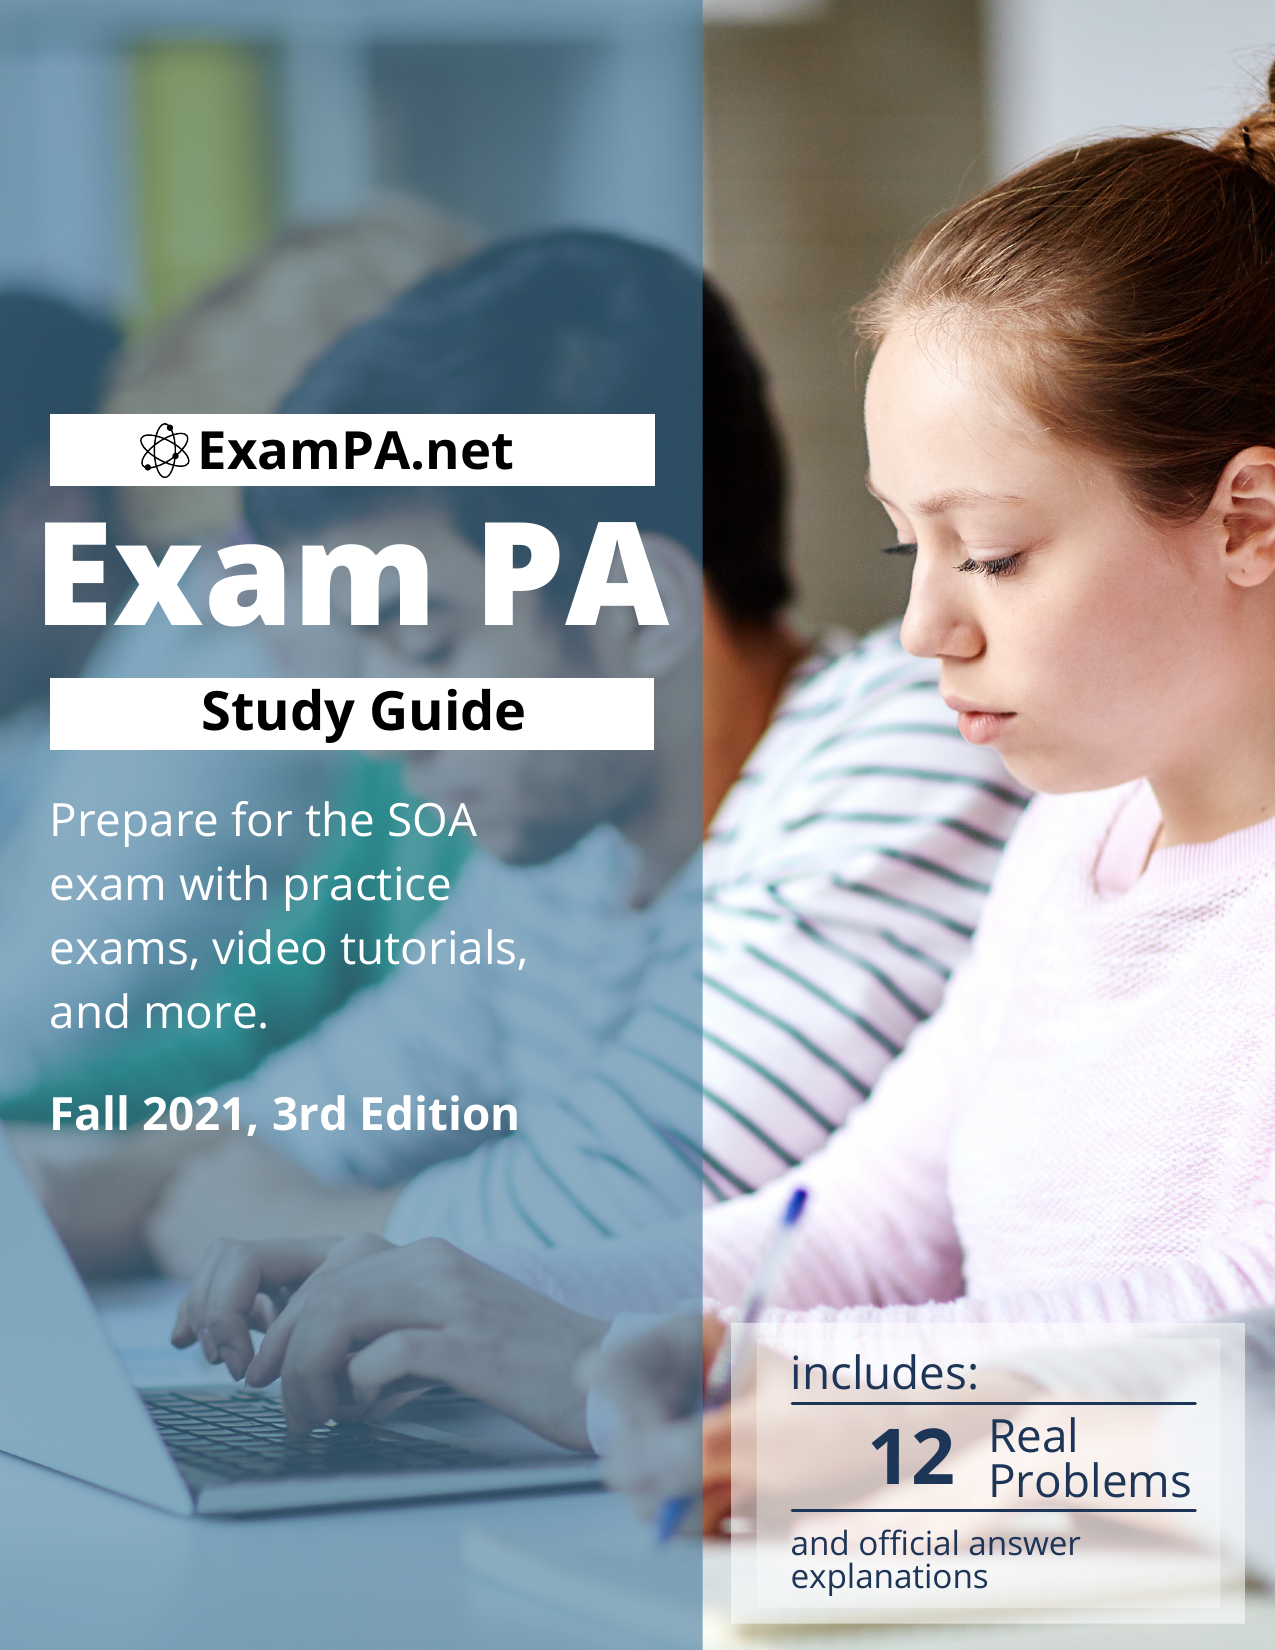 ExamPA.net
Exam PA
Study Guide
Prepare for the SOA
exam with practice
exams, video tutorials,
and more.
Fall 2021, 3rd Edition
includes:
12 Real
Problems
and official answer
explanations